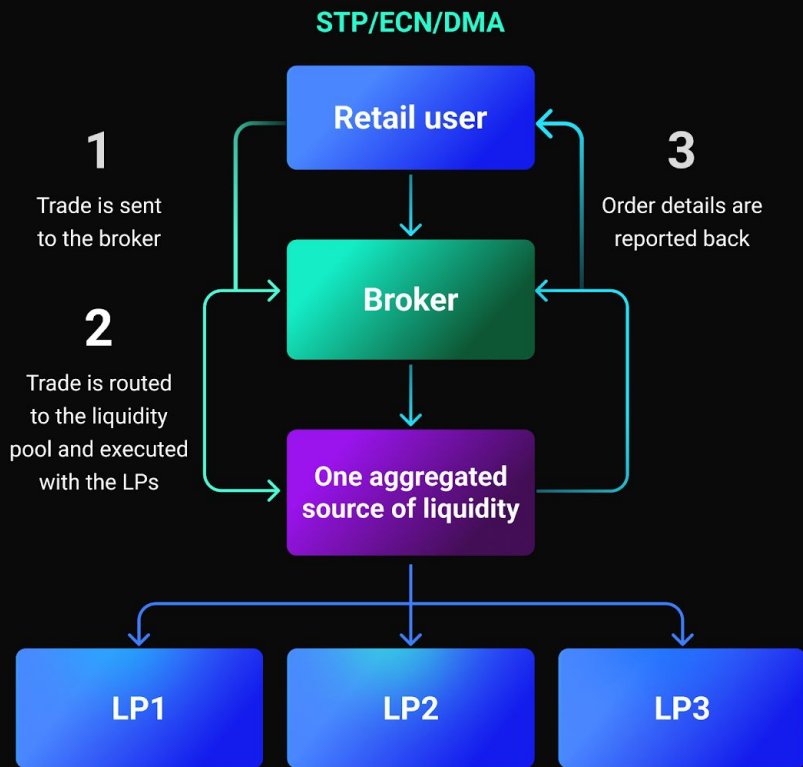 STP/ECN/DMA
Retail user
1
Trade is sent
to the broker
3
Order details are
reported back
Broker
2
Trade is routed
to the liquidity
pool and executed
with the LPs
One aggregated
source of liquidity
LP1
LP2
LP3